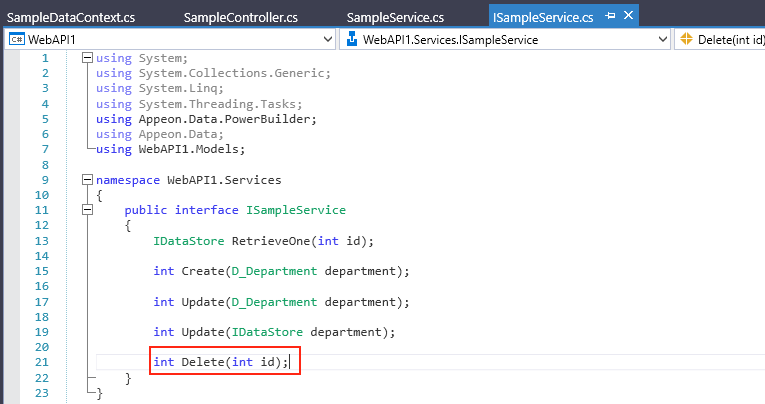 SampleDataContext.cs SampleController.cs SampleService.cs ISampleService.cs
C# WebAPI1 WebAPI1.Services.ISampleService Delete(int id)
1 using System;
2 using System.Collections.Generic;
3 using System.Linq;
4 using System.Threading.Tasks;
5 using Appeon.Data.PowerBuilder;
6 using Appeon.Data;
7 using WebAPI1.Models;
8
9 namespace WebAPI1.Services
10 {
11 public interface ISampleService
12 {
13 IDataStore RetrieveOne(int id);
14
15 int Create(D_Department department);
16
17 int Update(D_Department department);
18
19 int Update(IDataStore department);
20
21 int Delete(int id);
22 }
23 }